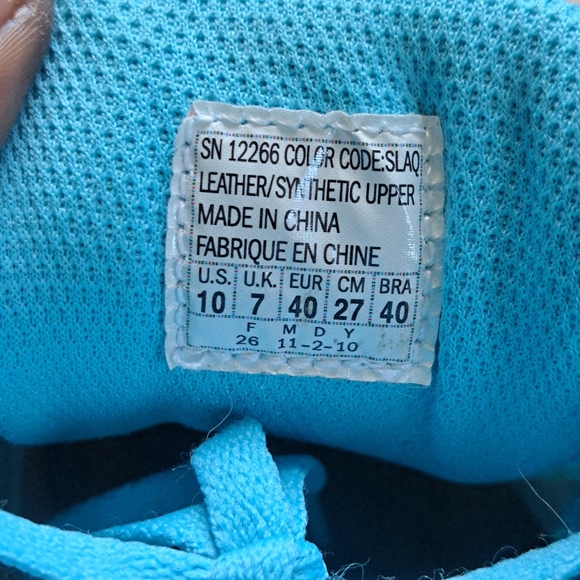 SN 12266 COLOR CODE:SLAQ
LEATHER/SYNTHETIC UPPER
MADE IN CHINA
FABRIQUE EN CHINE
U.S. U.K. EUR CM BRA
10 7 40 27 40
F M D Y
26 11-2-10